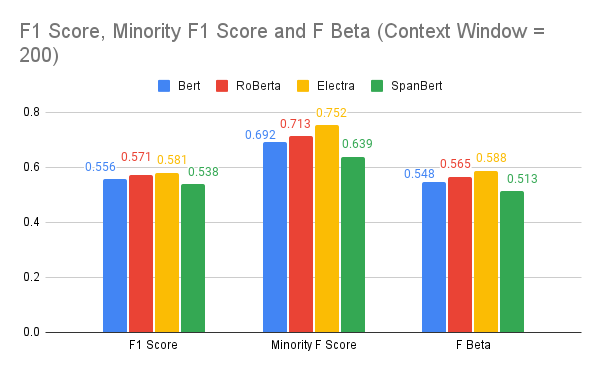 F1 Score, Minority F1 Score and F Beta (Context Window =
200)
Bert RoBerta Electra SpanBert
0.8
0.6
0.4
0.2
0.0
0.556 0.571 0.581 0.538
0.692 0.713 0.752 0.639
0.548 0.565 0.588 0.513
F1 Score Minority F Score F Beta